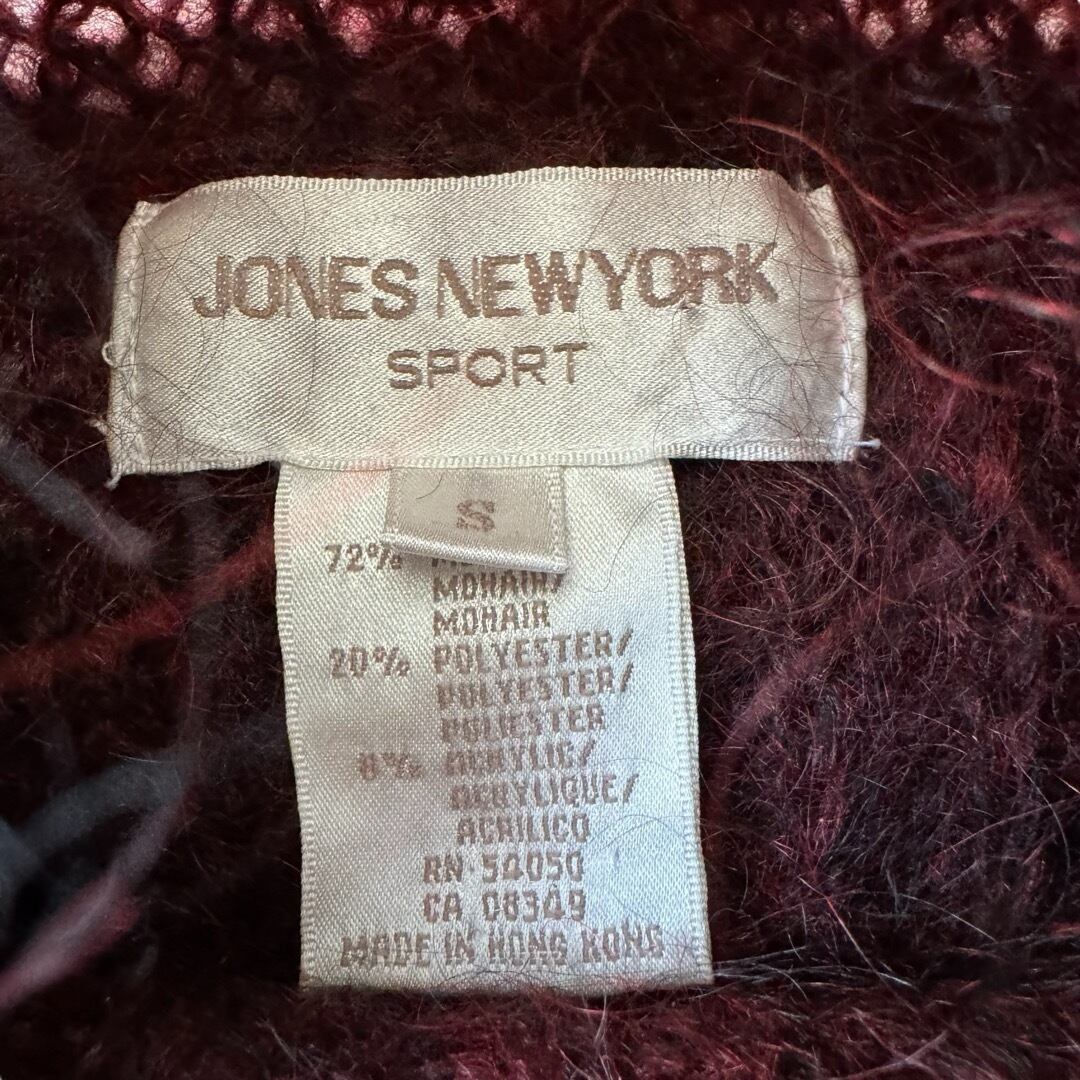 JONES NEW YORK
SPORT
S
72%
MOHAIR/
MOHAIR
20% POLYESTER/
POLYESTER/
POLIESTER
8% ACRYLIC/
ACRYLIQUE/
ACRILICO
RN 54050
CA 08349
MADE IN HONG KONG